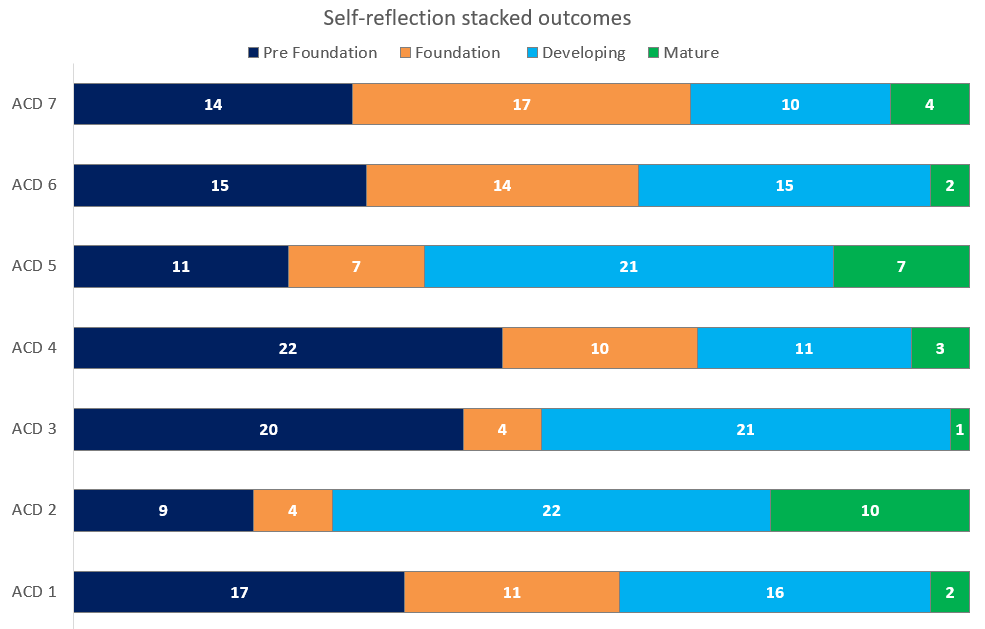 Self-reflection stacked outcomes
Pre Foundation Foundation Developing Mature
ACD 7 14 17 10 4
ACD 6 15 14 15 2
ACD 5 11 7 21 7
ACD 4 22 10 11 3
ACD 3 20 4 21 1
ACD 2 9 4 22 10
ACD 1 17 11 16 2